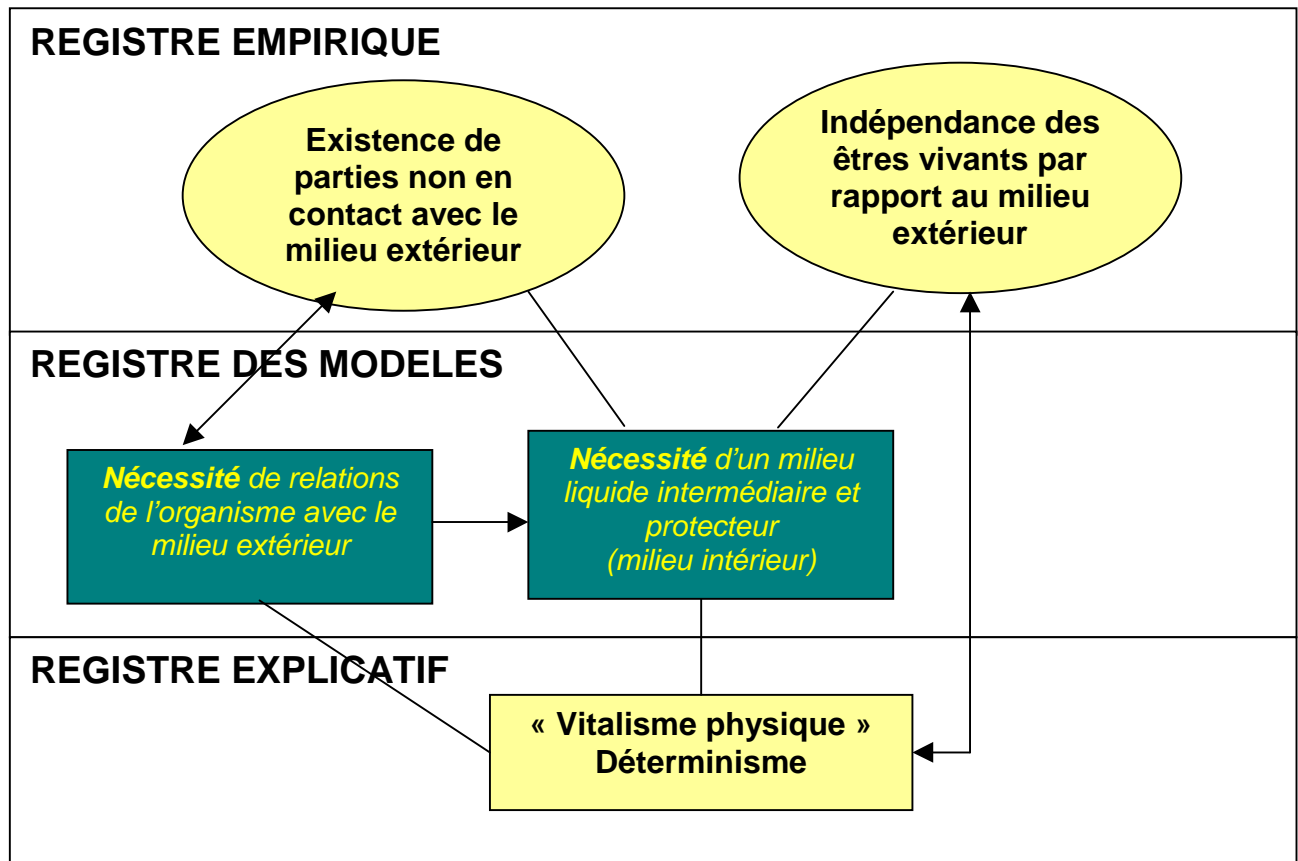 REGISTRE EMPIRIQUE
Existence de
parties non en
contact avec le
milieu extérieur
Indépendance des
êtres vivants par
rapport au milieu
extérieur
REGISTRE DES MODELES
Nécessité de relations
de l’organisme avec le
milieu extérieur
Nécessité d’un milieu
liquide intermédiaire et
protecteur
(milieu intérieur)
REGISTRE EXPLICATIF
« Vitalisme physique »
Déterminisme